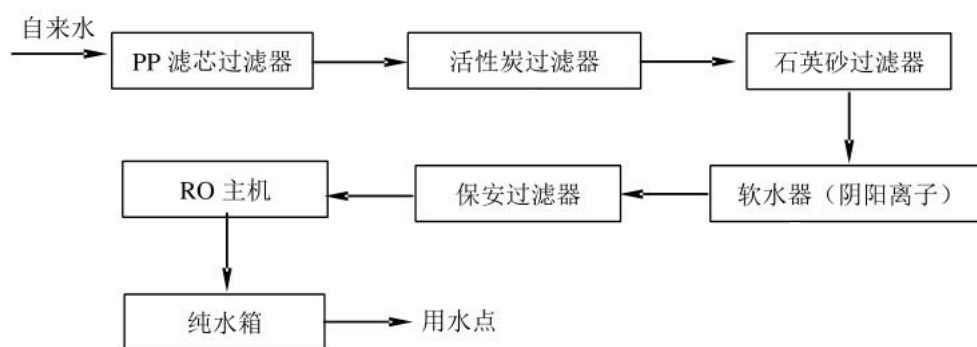 自来水
PP 滤芯过滤器
活性炭过滤器
石英砂过滤器
软水器（阴阳离子）
保安过滤器
RO 主机
纯水箱
用水点